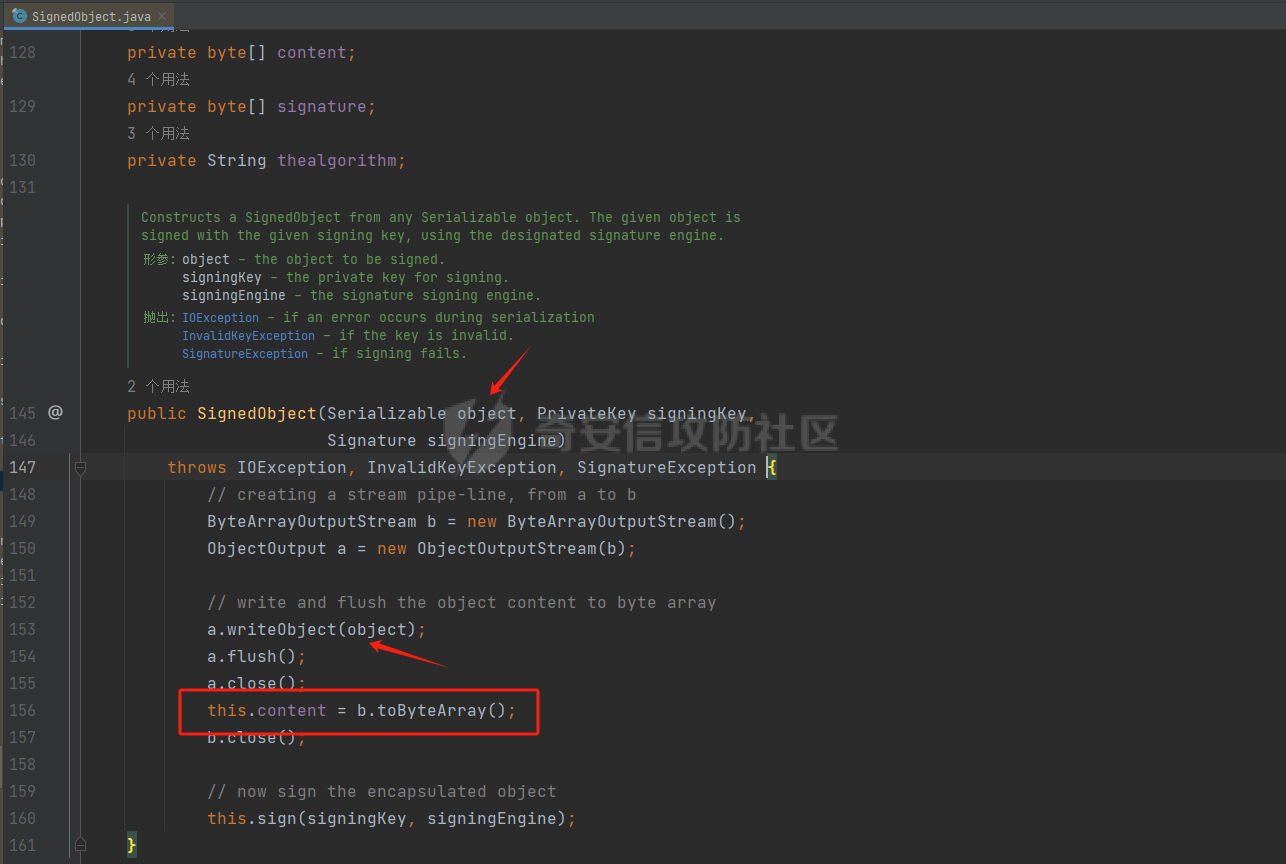 SignedObject.java
128 private byte[] content;
4 个用法
129 private byte[] signature;
3 个用法
130 private String thealgorithm;
131
Constructs a SignedObject from any Serializable object. The given object is
signed with the given signing key, using the designated signature engine.
形参: object – the object to be signed.
signingKey – the private key for signing.
signingEngine – the signature signing engine.
抛出: IOException – if an error occurs during serialization
InvalidKeyException – if the key is invalid.
SignatureException – if signing fails.
2 个用法
145 @ public SignedObject(Serializable object, PrivateKey signingKey,
奇安信攻防社区
146 Signature signingEngine)
147 throws IOException, InvalidKeyException, SignatureException {
148 // creating a stream pipe-line, from a to b
149 ByteArrayOutputStream b = new ByteArrayOutputStream();
150 ObjectOutput a = new ObjectOutputStream(b);
151
152 // write and flush the object content to byte array
153 a.writeObject(object);
154 a.flush();
155 a.close();
156 this.content = b.toByteArray();
157 b.close();
158
159 // now sign the encapsulated object
160 this.sign(signingKey, signingEngine);
161 }